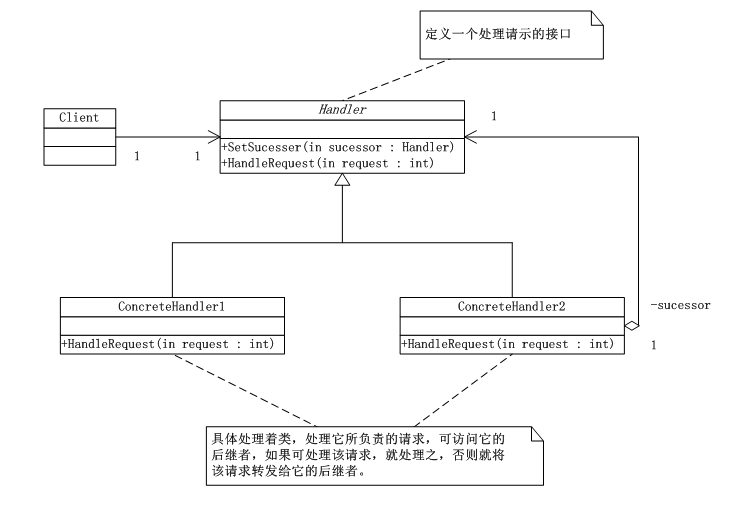 定义一个处理请示的接口
Handler
1
Client
+SetSucesser(in sucessor : Handler)
1
1
+HandleRequest(in request : int)
ConcreteHandler1
ConcreteHandler2
-sucessor
+HandleRequest(in request : int)
+HandleRequest(in request : int)
1
具体处理着类，处理它所负责的请求，可访问它的
后继者，如果可处理该请求，就处理之，否则就将
该请求转发给它的后继者。